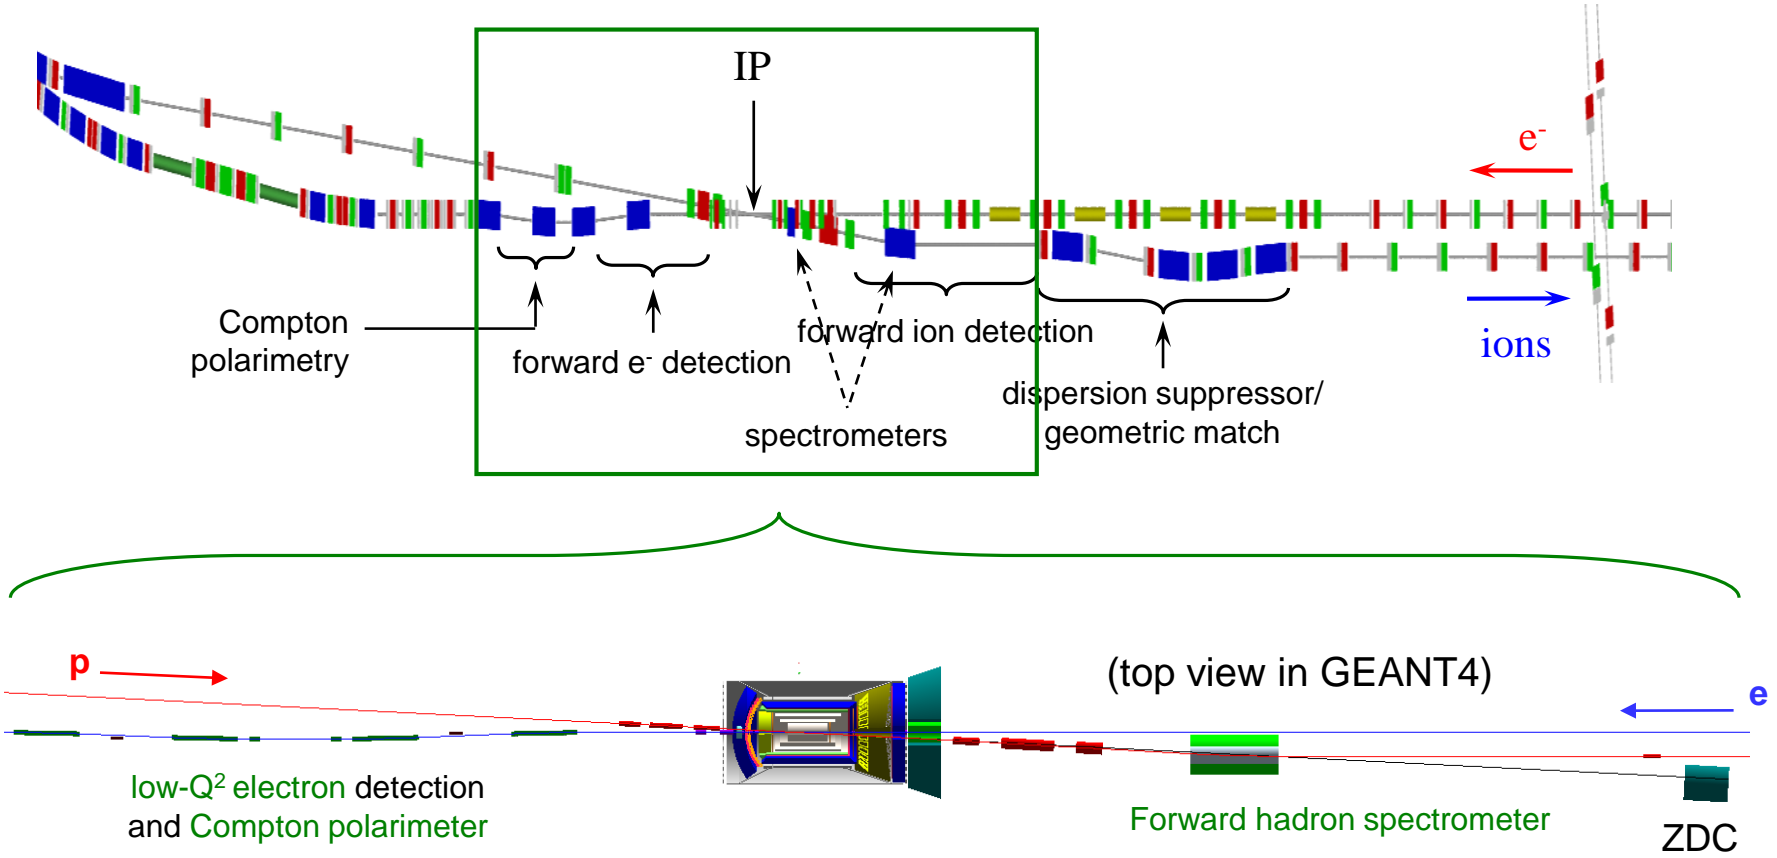 IP
e-
Compton
polarimetry
forward e- detection
forward ion detection
ions
dispersion suppressor/
geometric match
spectrometers
p
(top view in GEANT4)
e
low-Q2 electron detection
and Compton polarimeter
Forward hadron spectrometer
ZDC